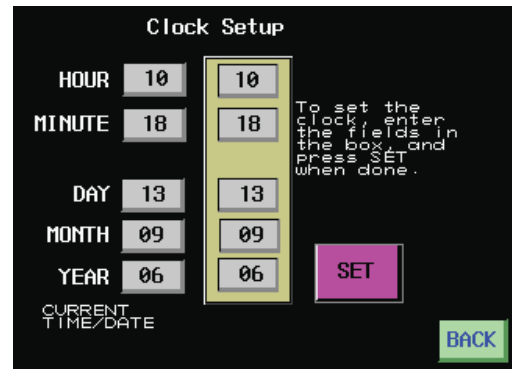 Clock Setup
HOUR 10 10
MINUTE 18 18
To set the
clock, enter
the fields in
the box, and
press SET
when done.
DAY 13 13
MONTH 09 09
YEAR 06 06
SET
CURRENT
TIME/DATE
BACK